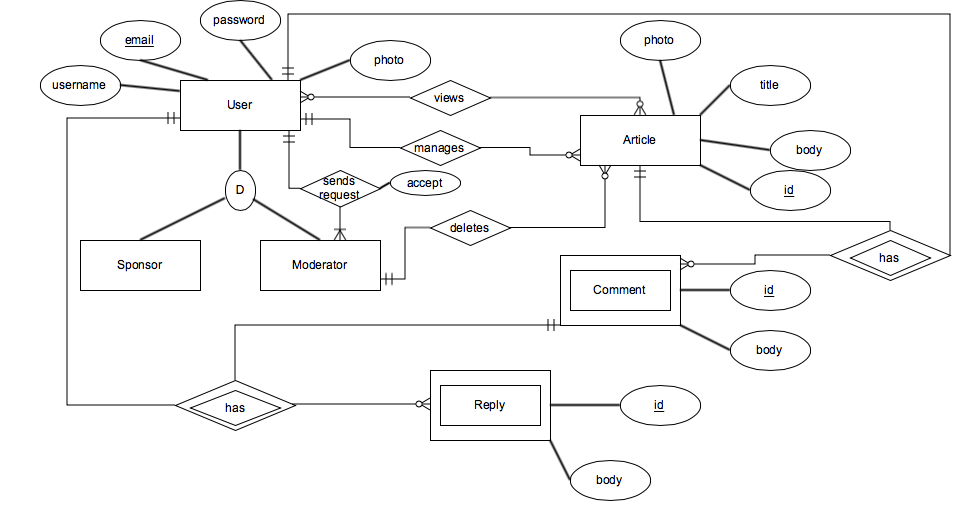 password
email
photo
photo
username
title
User
views
Article
manages
body
sends
request
accept
id
D
deletes
Sponsor
Moderator
has
Comment
id
body
has
Reply
id
body